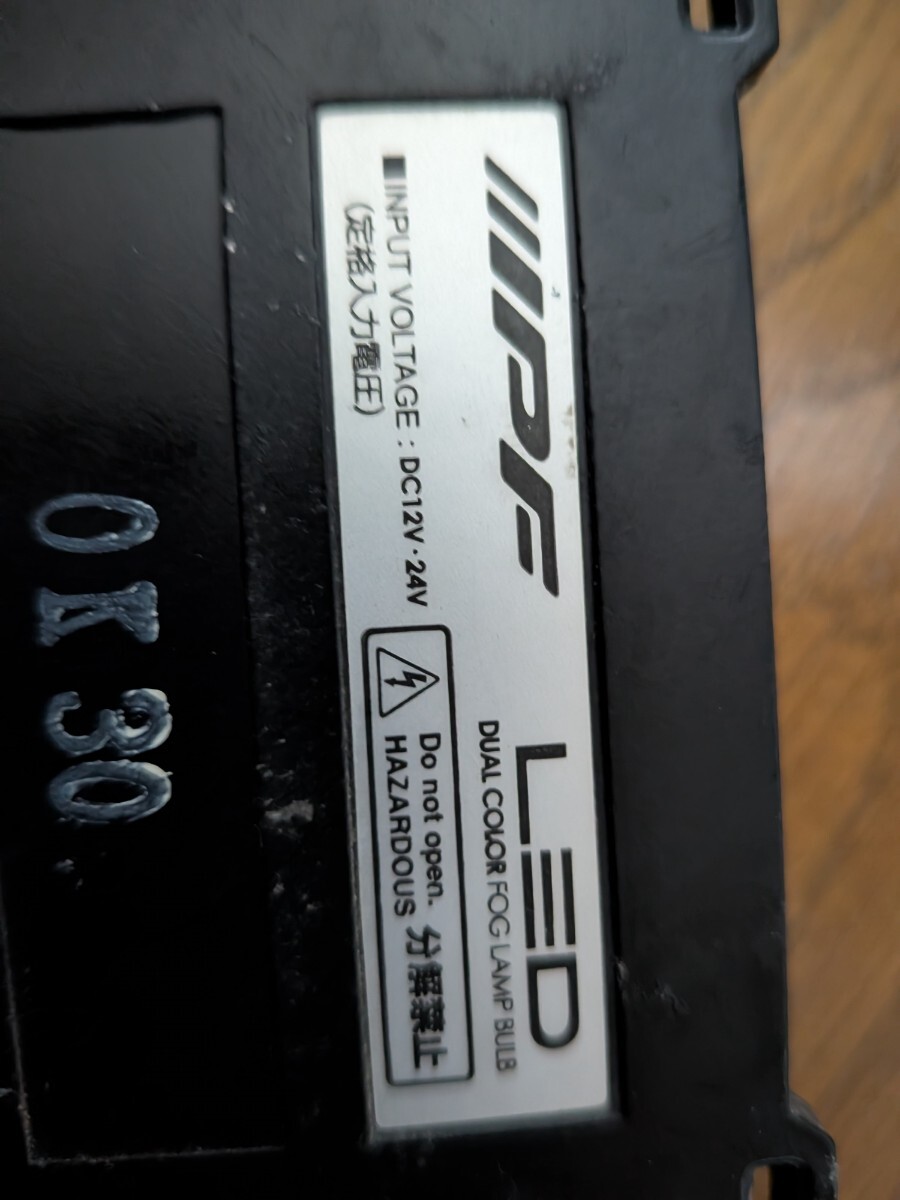 IPF
LED
DUAL COLOR FOG LAMP BULB
■INPUT VOLTAGE : DC12V・24V
(定格入力電圧)
Do not open.
HAZARDOUS
分解禁止
OK30